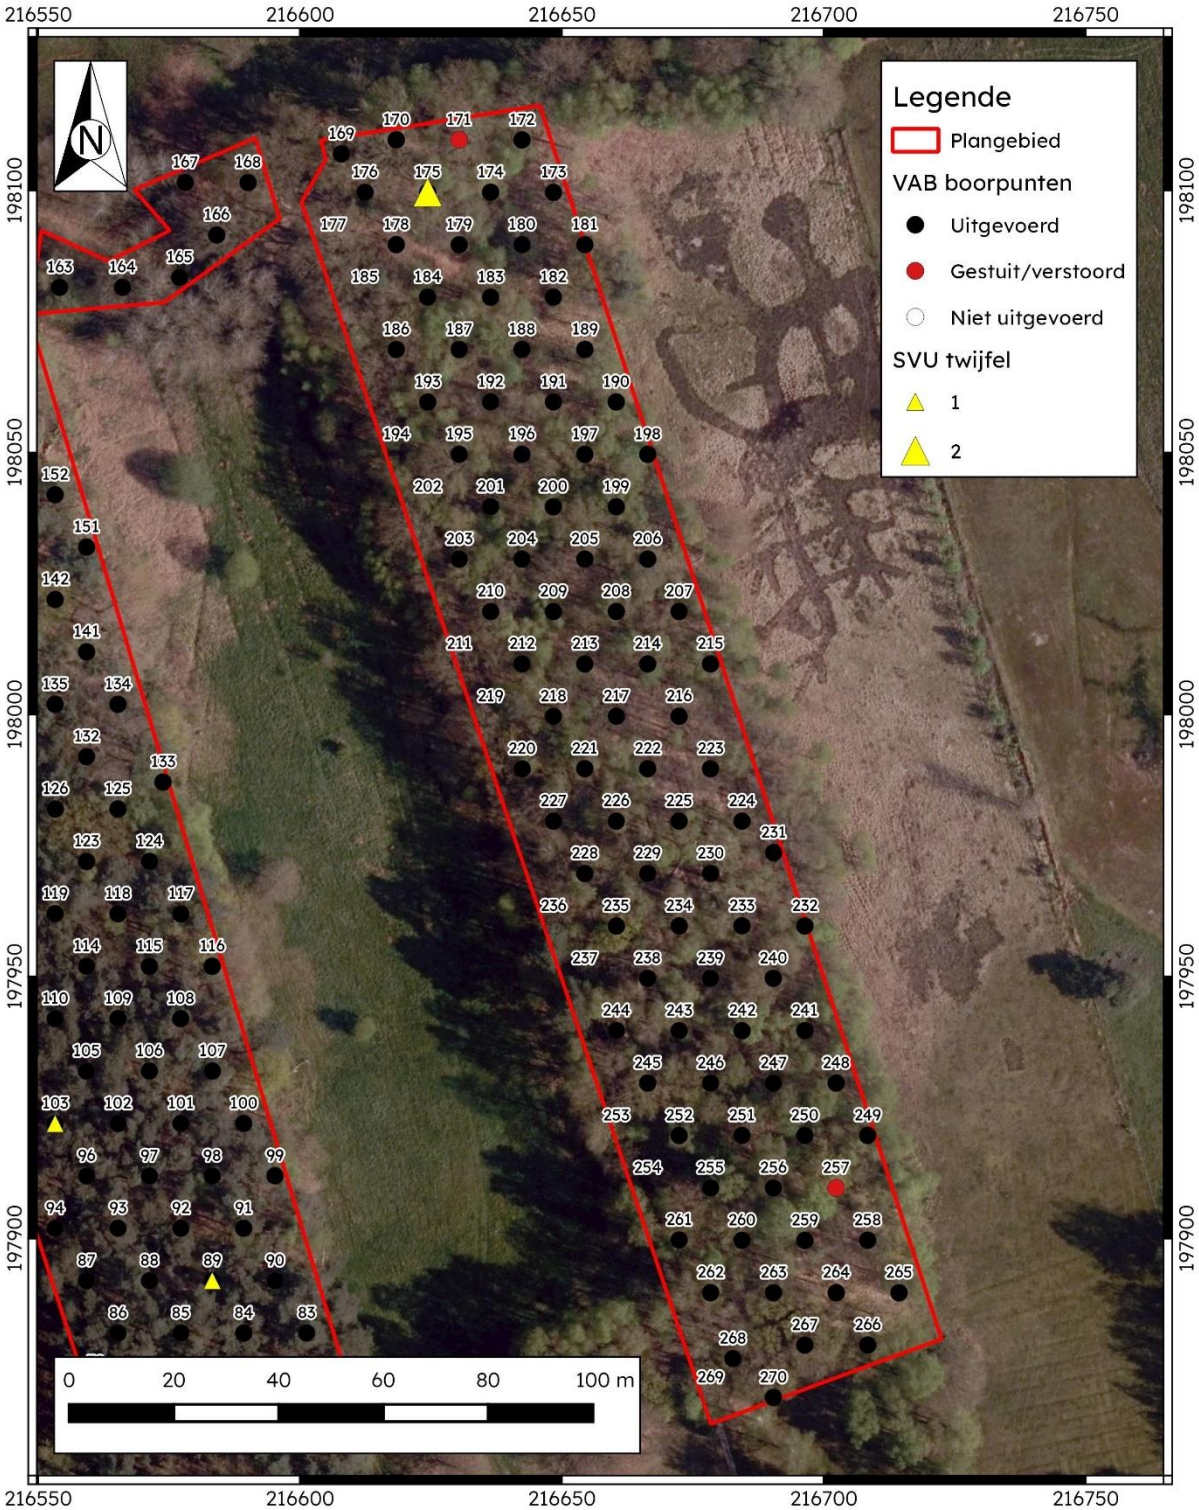 216550 216600 216650 216700 216750
198100
198050
198000
197950
197900
198100
198050
198000
197950
197900
N
Legende
Plangebied
VAB boorpunten
Uitgevoerd
Gestuit/verstoord
Niet uitgevoerd
SVU twijfel
1
2
169 170 171 172
167 168 176 175 174 173
166 177 178 179 180 181
163 164 165 185 184 183 182
186 187 188 189
193 192 191 190
194 195 196 197 198
152 202 201 200 199
151 203 204 205 206
142 210 209 208 207
141 211 212 213 214 215
135 134 219 218 217 216
132 133 220 221 222 223
126 125 227 226 225 224
123 124 228 229 230 231
119 118 117 236 235 234 233 232
114 115 116 237 238 239 240
110 109 108 244 243 242 241
105 106 107 245 246 247 248
103 102 101 100 253 252 251 250 249
96 97 98 99 254 255 256 257
94 93 92 91 261 260 259 258
87 88 89 90 262 263 264 265
86 85 84 83 268 267 266
269 270
0 20 40 60 80 100 m
216550 216600 216650 216700 216750